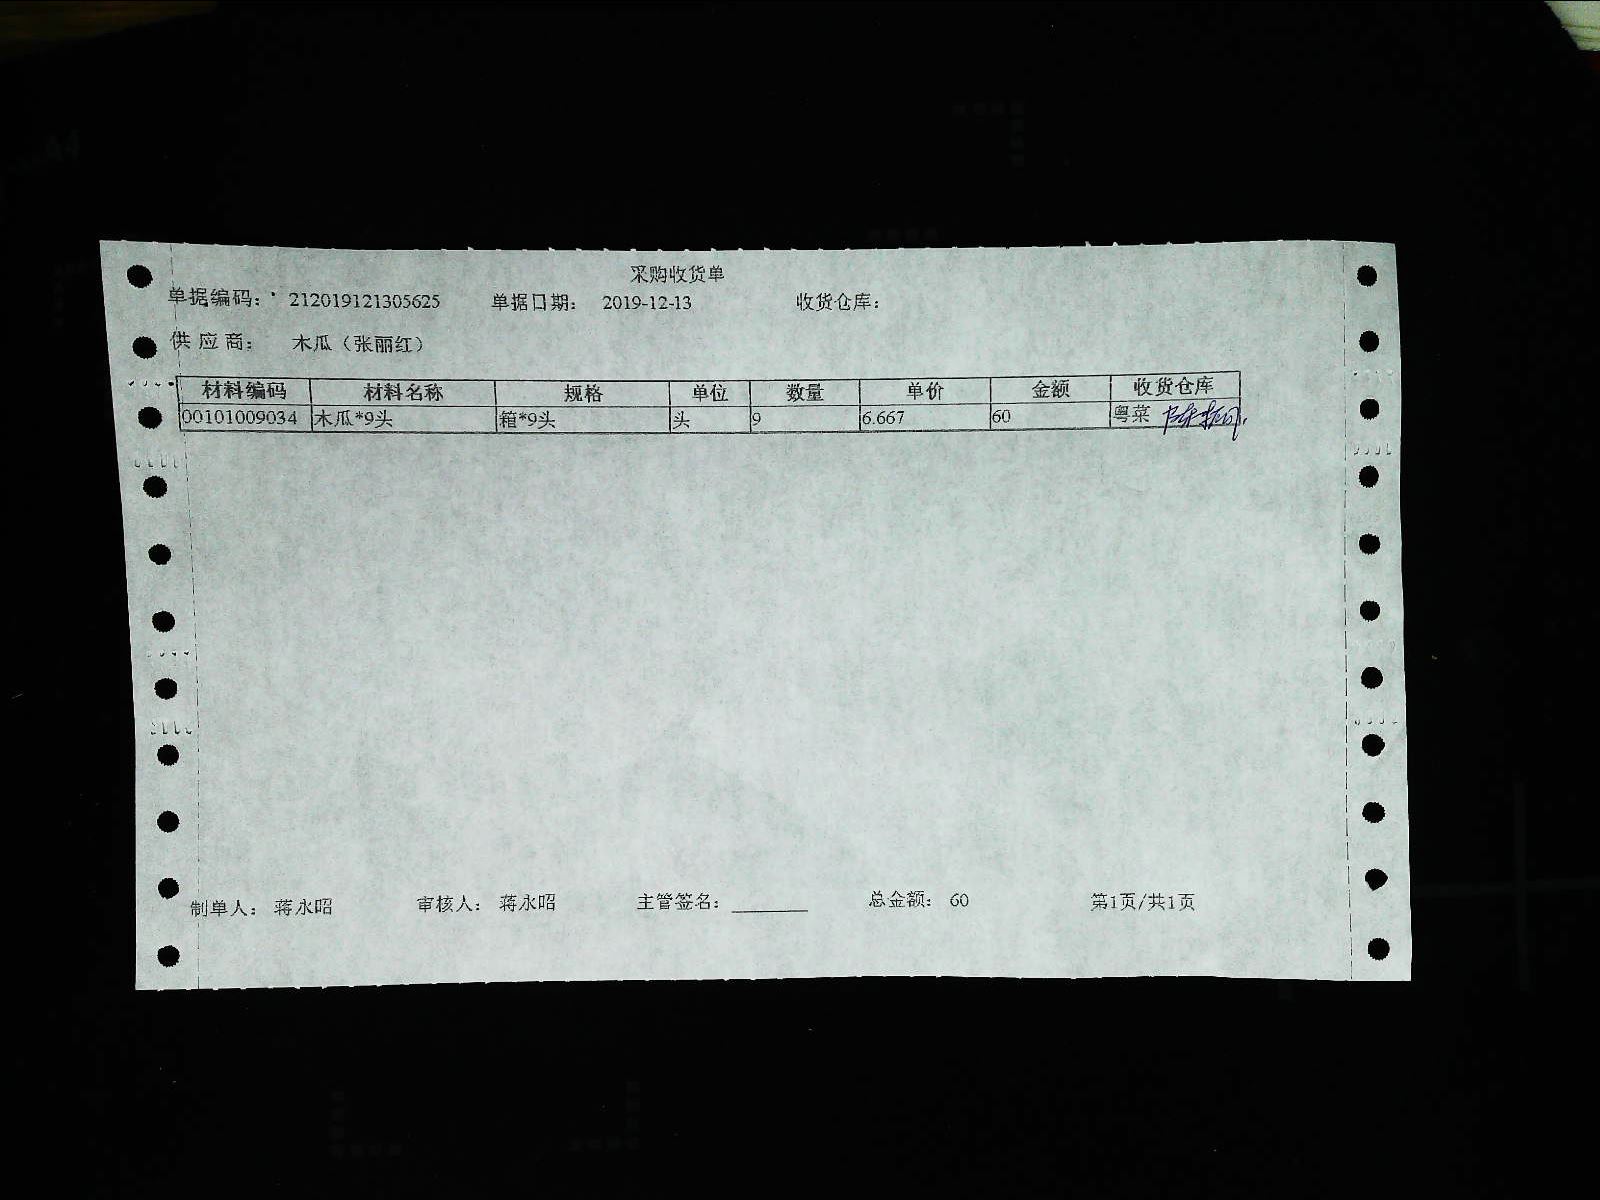 采购收货单
单据编码： 212019121305625 单据日期： 2019-12-13 收货仓库：
供 应 商： 木瓜（张丽红）
材料编码 材料名称 规格 单位 数量 单价 金额 收货仓库
00101009034 木瓜*9头 箱*9头 头 9 6.667 60 粤菜
制单人： 蒋永昭 审核人： 蒋永昭 主管签名： 总金额： 60 第1页/共1页